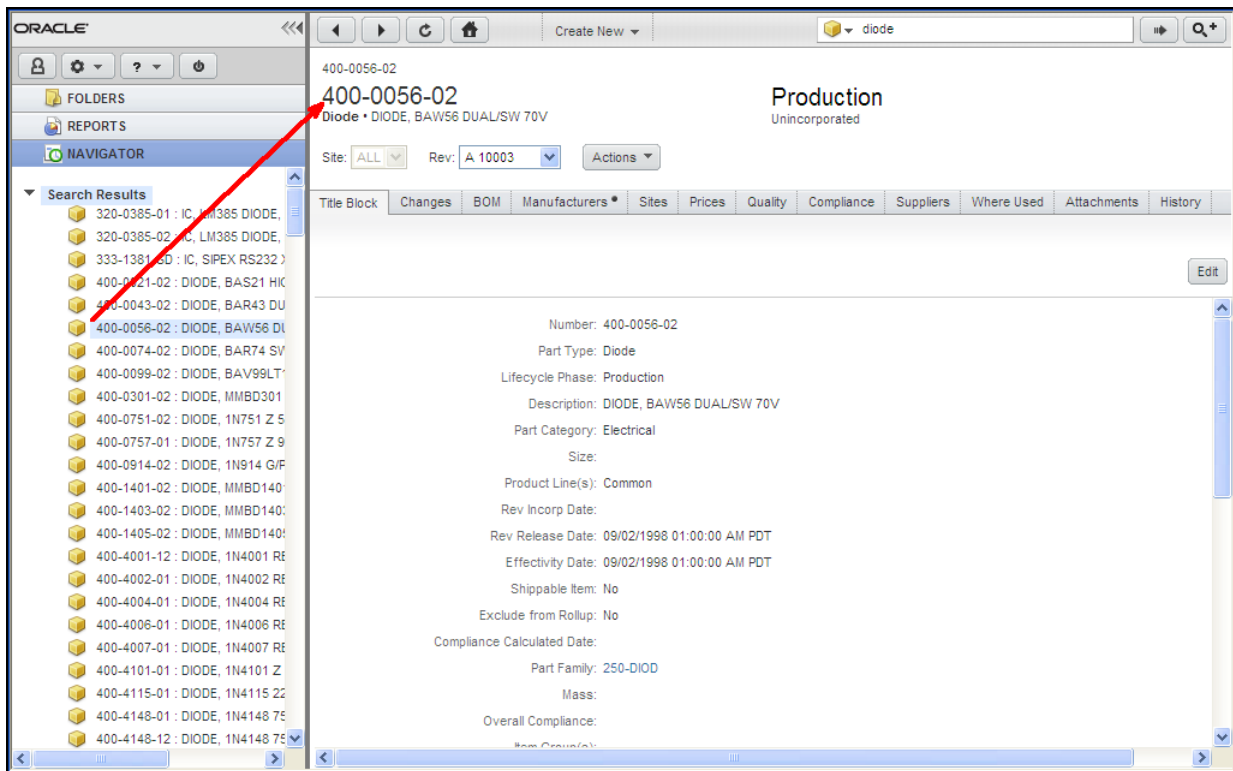 ORACLE
Create New
diode
FOLDERS
REPORTS
NAVIGATOR
Search Results
320-0385-01 : IC, LM385 DIODE,
320-0385-02 : IC, LM385 DIODE,
333-1381-SD : IC, SIPEX RS232
400-0021-02 : DIODE, BAS21 HIG
400-0043-02 : DIODE, BAR43 DU
400-0056-02 : DIODE, BAW56 DU
400-0074-02 : DIODE, BAR74 SW
400-0099-02 : DIODE, BAV99LT1
400-0301-02 : DIODE, MMBD301
400-0751-02 : DIODE, 1N751 Z 5
400-0757-01 : DIODE, 1N757 Z 9
400-0914-02 : DIODE, 1N914 G/P
400-1401-02 : DIODE, MMBD140
400-1403-02 : DIODE, MMBD140
400-1405-02 : DIODE, MMBD140
400-4001-12 : DIODE, 1N4001 RE
400-4002-01 : DIODE, 1N4002 RE
400-4004-01 : DIODE, 1N4004 RE
400-4006-01 : DIODE, 1N4006 RE
400-4007-01 : DIODE, 1N4007 RE
400-4101-01 : DIODE, 1N4101 Z
400-4115-01 : DIODE, 1N4115 22
400-4148-01 : DIODE, 1N4148 75
400-4148-12 : DIODE, 1N4148 75
400-0056-02
400-0056-02
Production
Diode • DIODE, BAW56 DUAL/SW 70V
Unincorporated
Site: ALL Rev: A 10003 Actions
Title Block Changes BOM Manufacturers • Sites Prices Quality Compliance Suppliers Where Used Attachments History
Edit
Number: 400-0056-02
Part Type: Diode
Lifecycle Phase: Production
Description: DIODE, BAW56 DUAL/SW 70V
Part Category: Electrical
Size:
Product Line(s): Common
Rev Incorp Date:
Rev Release Date: 09/02/1998 01:00:00 AM PDT
Effectivity Date: 09/02/1998 01:00:00 AM PDT
Shippable Item: No
Exclude from Rollup: No
Compliance Calculated Date:
Part Family: 250-DIOD
Mass:
Overall Compliance:
Item Group(s):